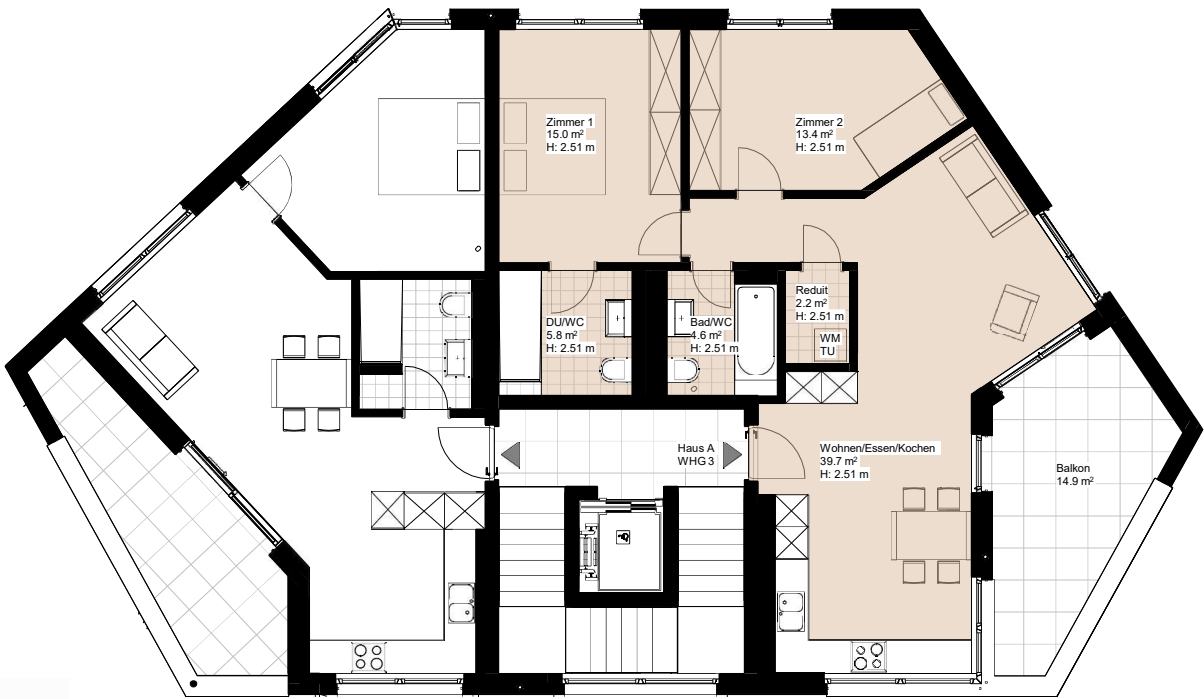 Zimmer 1
15.0 m²
H: 2.51 m
Zimmer 2
13.4 m²
H: 2.51 m
Reduit
2.2 m²
H: 2.51 m
WM
TU
DU/WC
5.8 m²
H: 2.51 m
Bad/WC
4.6 m²
H: 2.51 m
Haus A
WHG 3
Wohnen/Essen/Kochen
39.7 m²
H: 2.51 m
Balkon
14.9 m²